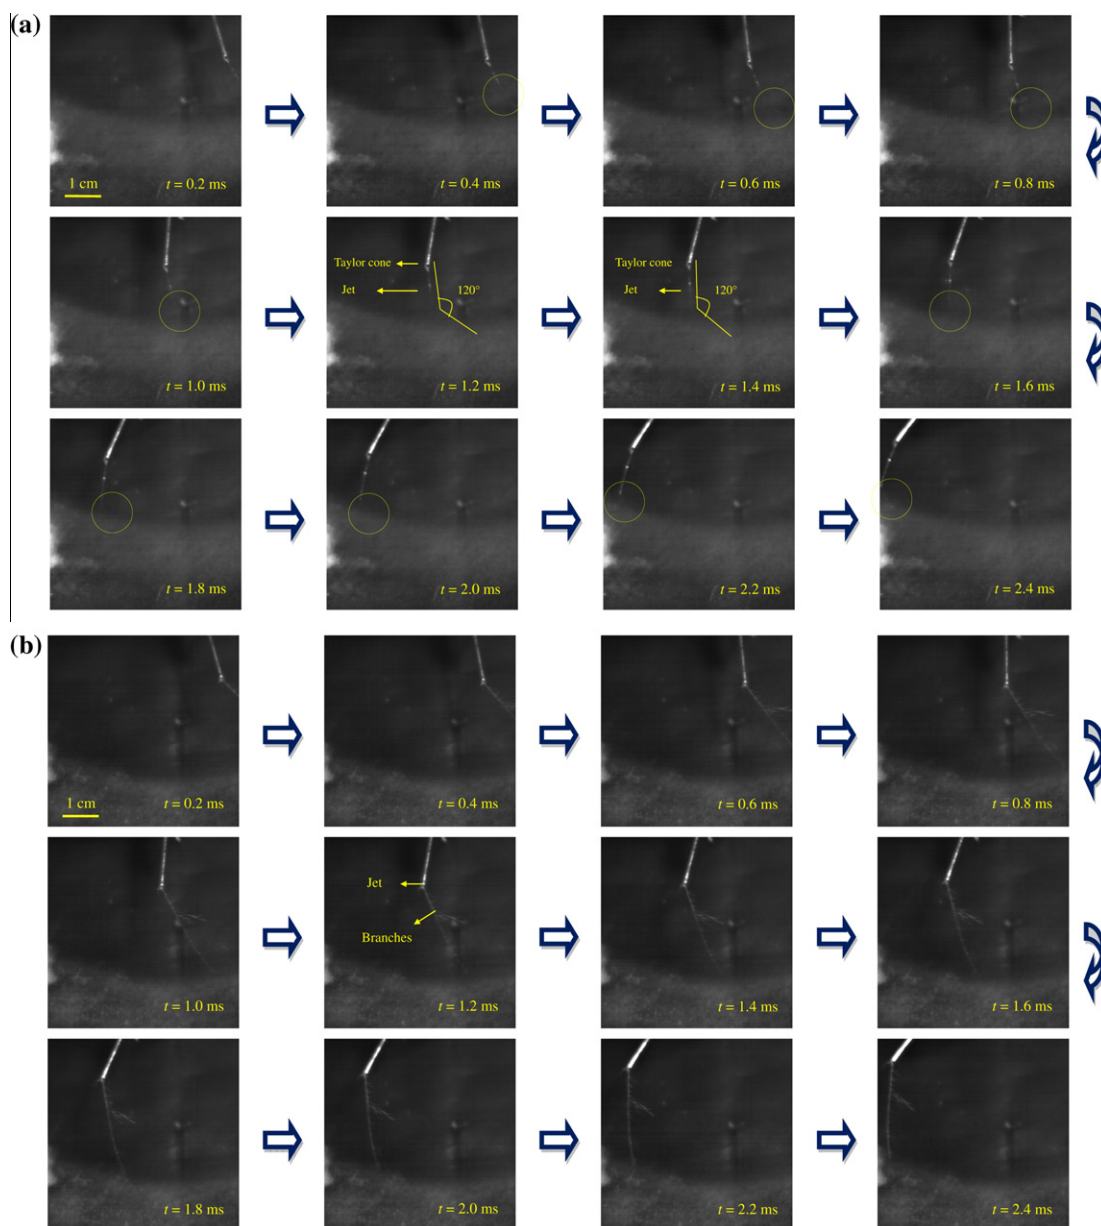 (a)
1 cm
t = 0.2 ms
t = 0.4 ms
t = 0.6 ms
t = 0.8 ms
t = 1.0 ms
Taylor cone
Jet
120°
t = 1.2 ms
Taylor cone
Jet
120°
t = 1.4 ms
t = 1.6 ms
t = 1.8 ms
t = 2.0 ms
t = 2.2 ms
t = 2.4 ms
(b)
1 cm
t = 0.2 ms
t = 0.4 ms
t = 0.6 ms
t = 0.8 ms
t = 1.0 ms
Jet
Branches
t = 1.2 ms
t = 1.4 ms
t = 1.6 ms
t = 1.8 ms
t = 2.0 ms
t = 2.2 ms
t = 2.4 ms